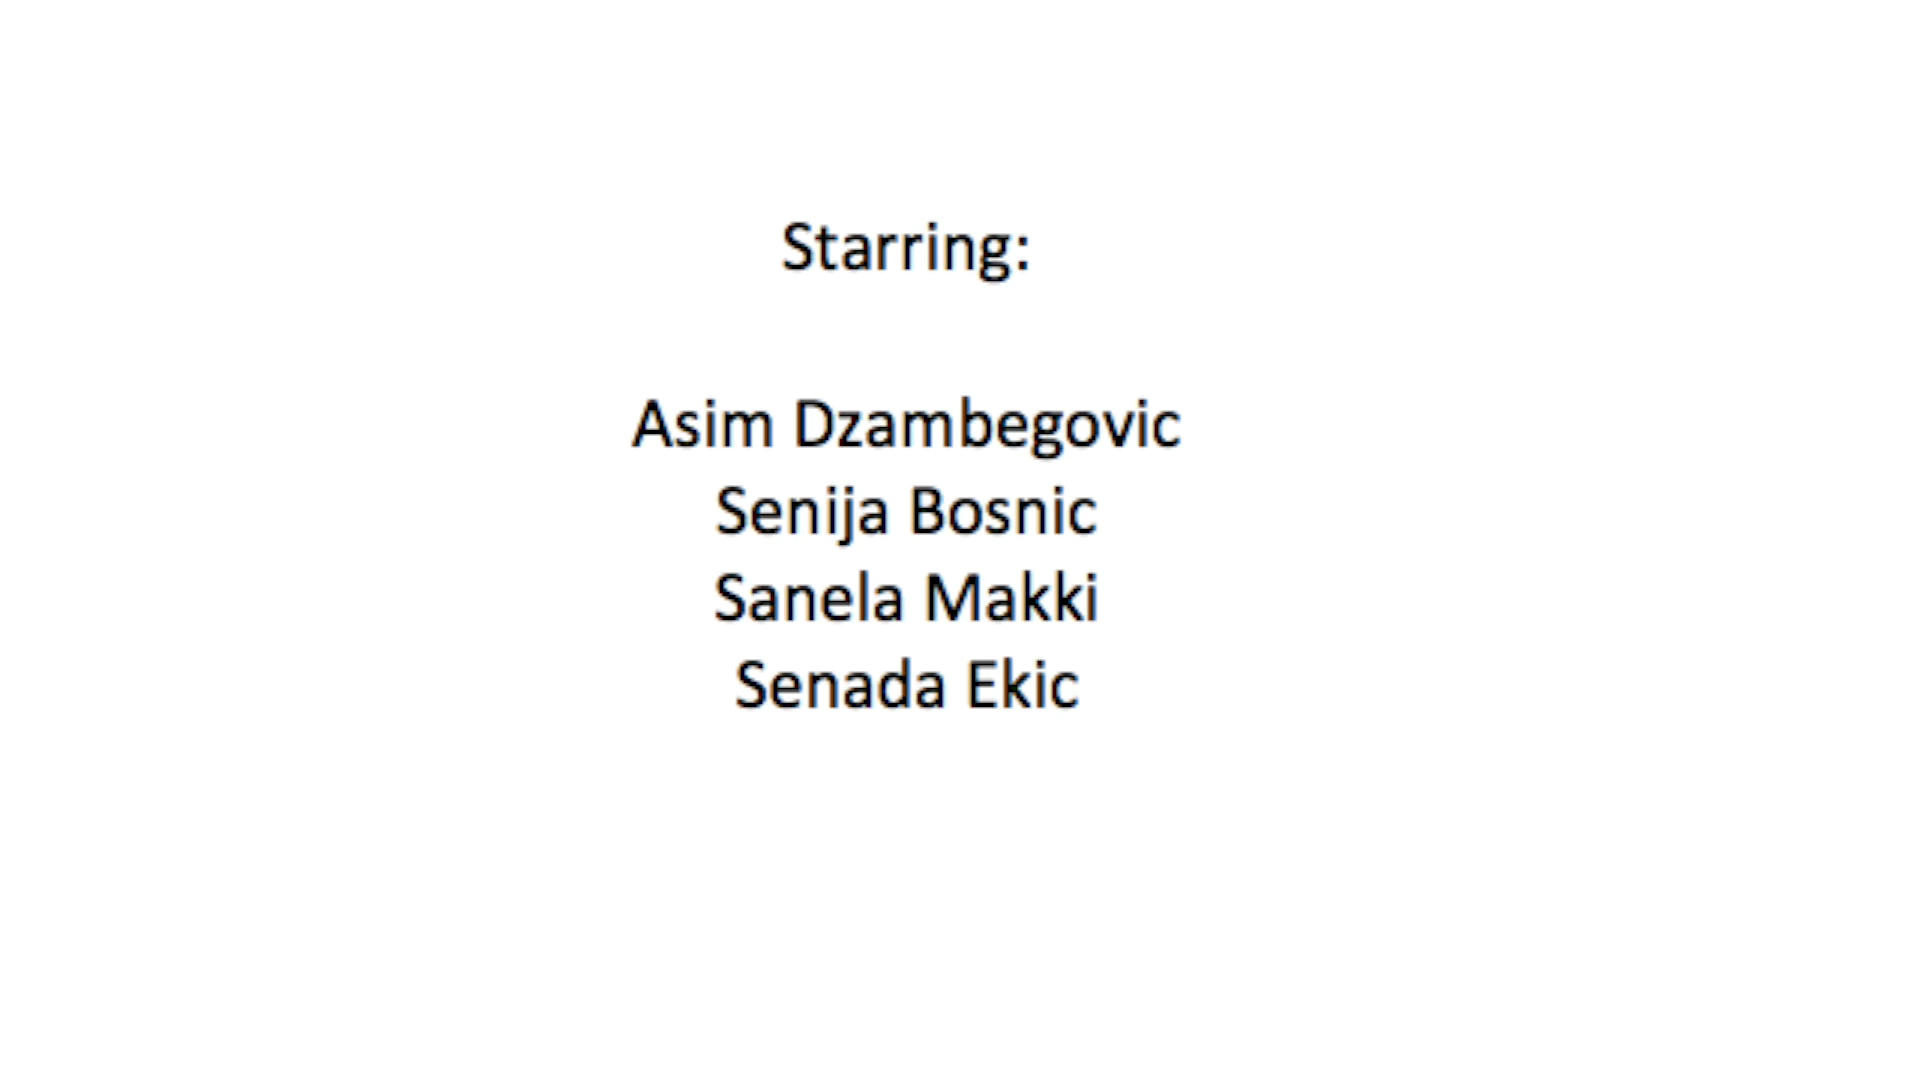 Starring:
Asim Dzambegovic
Senija Bosnic
Sanela Makki
Senada Ekic